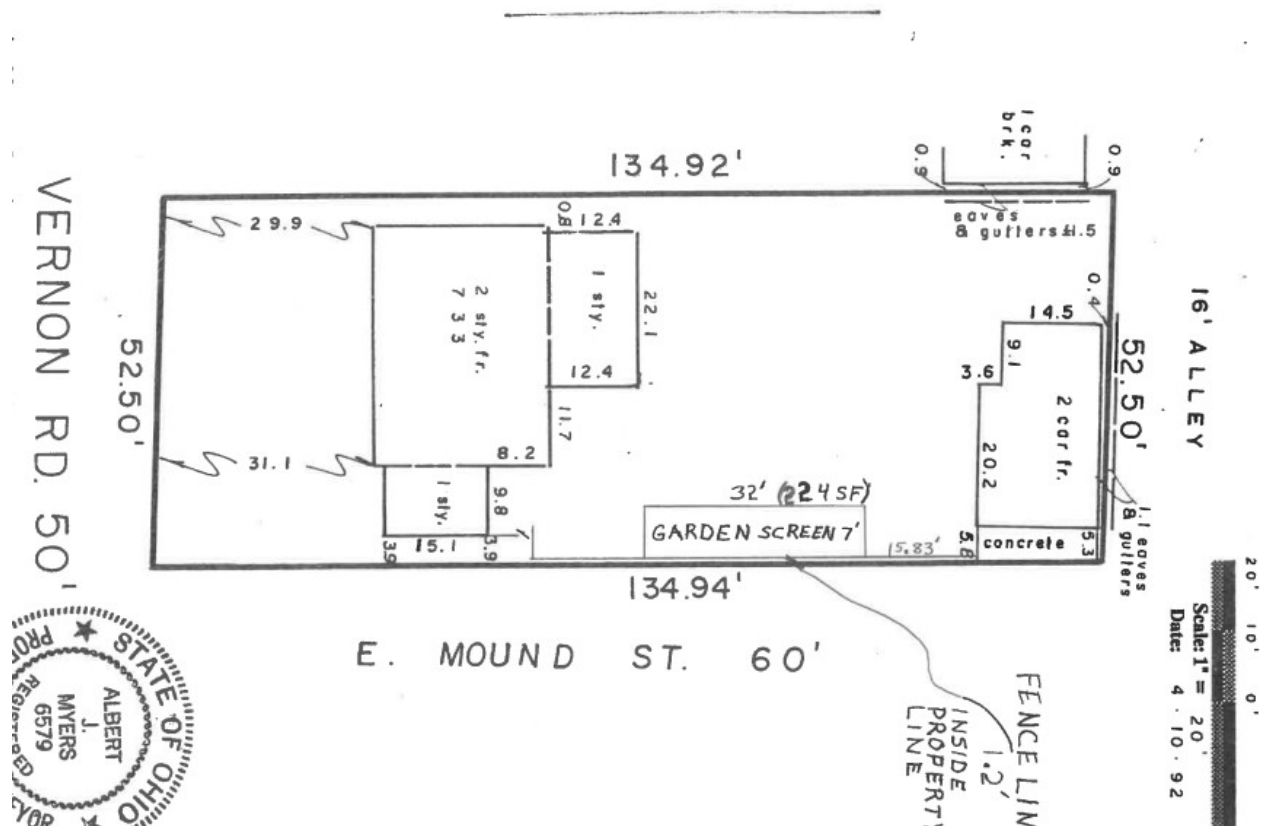 134.92'
1 car
brk.
0.9
0.9
eaves
& gutters 1.5
16' ALLEY
VERNON RD. 50'
52.50'
29.9
31.1
2 sty. fr.
733
0.8
12.4
1 sty.
22.1
12.4
11.7
8.2
1 sty.
9.8
3.9
15.1
3.9
0.4
14.5
9.1
3.6
20.2
2 car fr.
52.50'
1.1 eaves
& gutters
5.8
concrete
5.3
32' (224 SF)
GARDEN SCREEN 7'
15.83'
134.94'
E. MOUND ST. 60'
FENCE LIN
1.2'
INSIDE
PROPERTY
LINE
20' 10' 0'
Scale: 1" = 20'
Date: 4-10-92
STATE OF OHIO
ALBERT
J.
MYERS
6579
REGISTERED